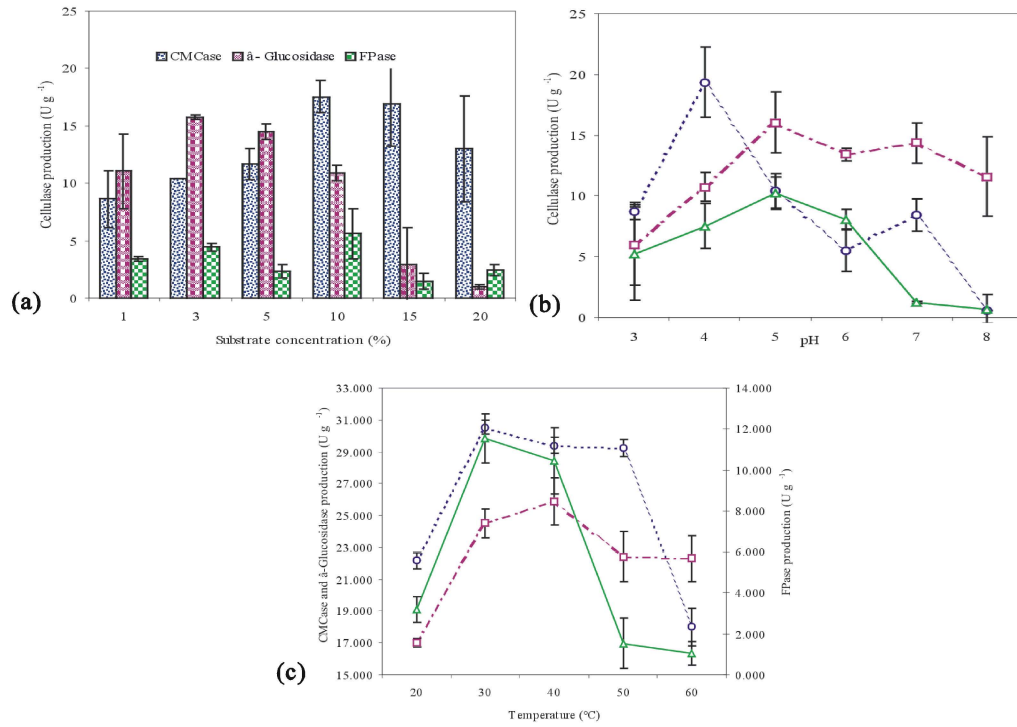 25
20
15
10
5
0
Cellulase production (U g -1)
CMCase
â- Glucosidase
FPase
1 3 5 10 15 20
Substrate concentration (%)
(a)
25
20
15
10
5
0
Cellulase production (U g -1)
3 4 5 6 7 8
pH
(b)
33.000
31.000
29.000
27.000
25.000
23.000
21.000
19.000
17.000
15.000
CMCase and â-Glucosidase production (U g -1)
14.000
12.000
10.000
8.000
6.000
4.000
2.000
0.000
FPase production (U g -1)
20 30 40 50 60
Temperature (°C)
(c)